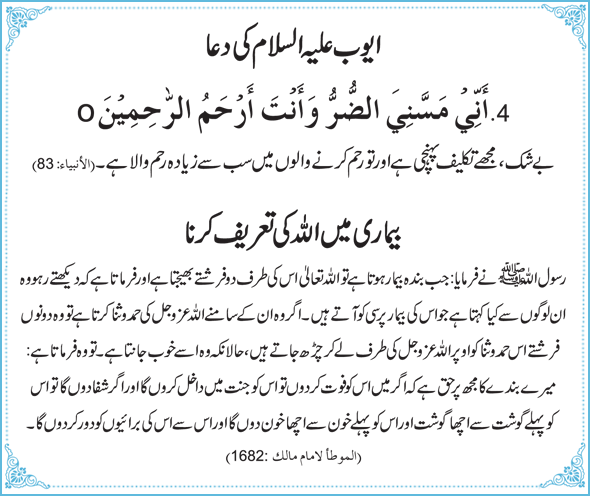 ایوب علیہ السلام کی دعا
4. أَنِّيْ مَسَّنِيَ الضُّرُّ وَأَنْتَ أَرْحَمُ الرّٰحِمِيْنَ O
بے شک، مجھے تکلیف پہنچی ہے اور تو رحم کرنے والوں میں سب سے زیادہ رحم والا ہے۔ (الأنبياء: 83)
بیماری میں اللہ کی تعریف کرنا
رسول اللہ ﷺ نے فرمایا: جب بندہ بیمار ہوتا ہے تو اللہ تعالیٰ اس کی طرف دو فرشتے بھیجتا ہے اور فرماتا ہے کہ دیکھتے رہو وہ
ان لوگوں سے کیا کہتا ہے جو اس کی بیمار پرسی کو آتے ہیں۔ اگر وہ ان کے سامنے اللہ عزوجل کی حمد و ثنا کرتا ہے تو وہ دونوں
فرشتے اس حمد و ثنا کو اوپر اللہ عزوجل کی طرف لے کر چڑھ جاتے ہیں، حالانکہ وہ اسے خوب جانتا ہے۔ تو وہ فرماتا ہے:
میرے بندے کا مجھ پر حق ہے کہ اگر میں اس کو فوت کر دوں تو اس کو جنت میں داخل کروں گا اور اگر شفا دوں گا تو اس
کو پہلے گوشت سے اچھا گوشت اور اس کو پہلے خون سے اچھا خون دوں گا اور اس سے اس کی برائیوں کو دور کر دوں گا۔
(الموطأ لامام مالك :1682)